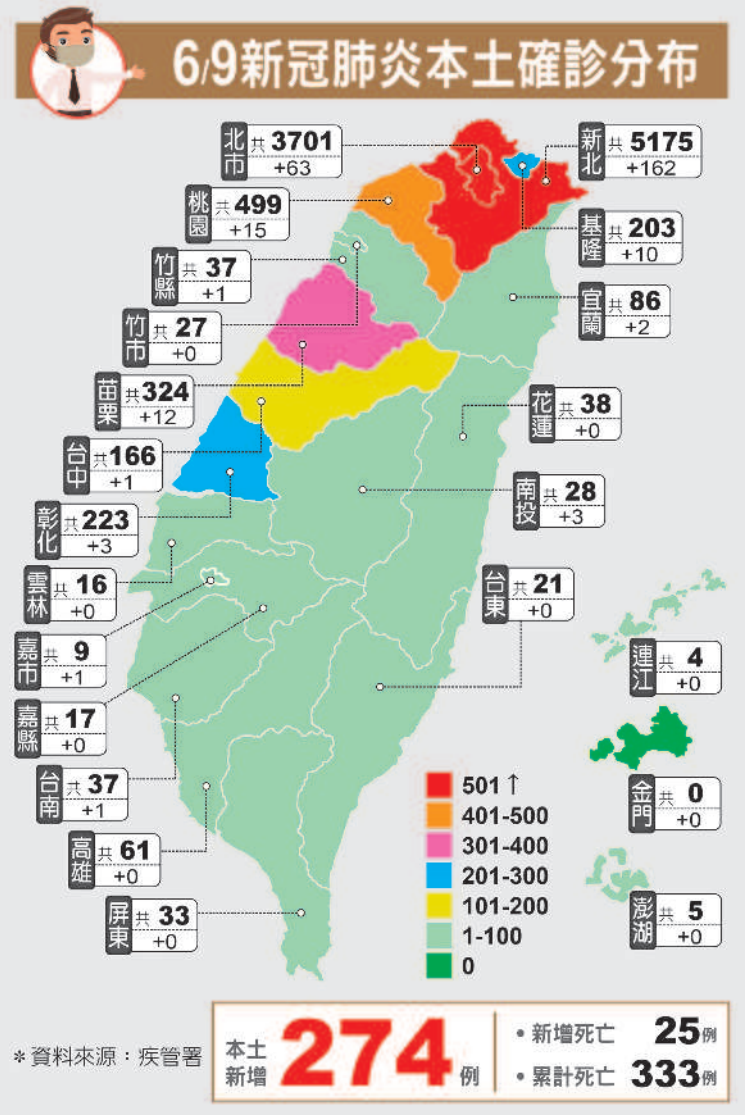 6/9新冠肺炎本土確診分布
北市 共 3701
+63
新北 共 5175
+162
桃園 共 499
+15
基隆 共 203
+10
竹縣 共 37
+1
宜蘭 共 86
+2
竹市 共 27
+0
苗栗 共 324
+12
花蓮 共 38
+0
台中 共 166
+1
南投 共 28
+3
彰化 共 223
+3
雲林 共 16
+0
台東 共 21
+0
嘉市 共 9
+1
連江 共 4
+0
嘉縣 共 17
+0
台南 共 37
+1
金門 共 0
+0
高雄 共 61
+0
屏東 共 33
+0
澎湖 共 5
+0
501↑
401-500
301-400
201-300
101-200
1-100
0
＊資料來源：疾管署
本土新增 274 例
•新增死亡 25例
•累計死亡 333例